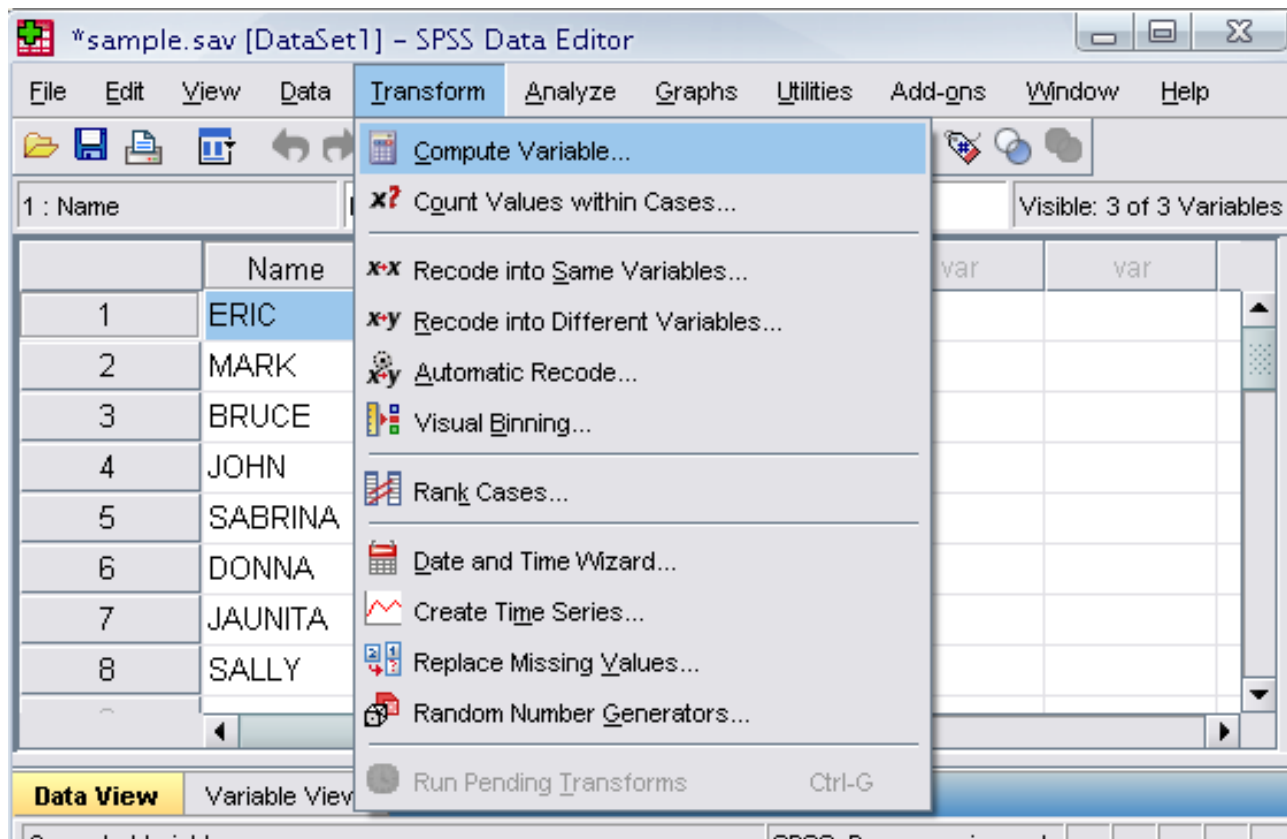 *sample.sav [DataSet1] - SPSS Data Editor
File Edit View Data Transform Analyze Graphs Utilities Add-ons Window Help
Compute Variable...
1 : Name
Count Values within Cases...
Visible: 3 of 3 Variables
Name
Recode into Same Variables...
var var
1 ERIC
Recode into Different Variables...
2 MARK
Automatic Recode...
3 BRUCE
Visual Binning...
4 JOHN
Rank Cases...
5 SABRINA
6 DONNA
Date and Time Wizard...
7 JAUNITA
Create Time Series...
8 SALLY
Replace Missing Values...
Random Number Generators...
Run Pending Transforms Ctrl-G
Data View Variable View